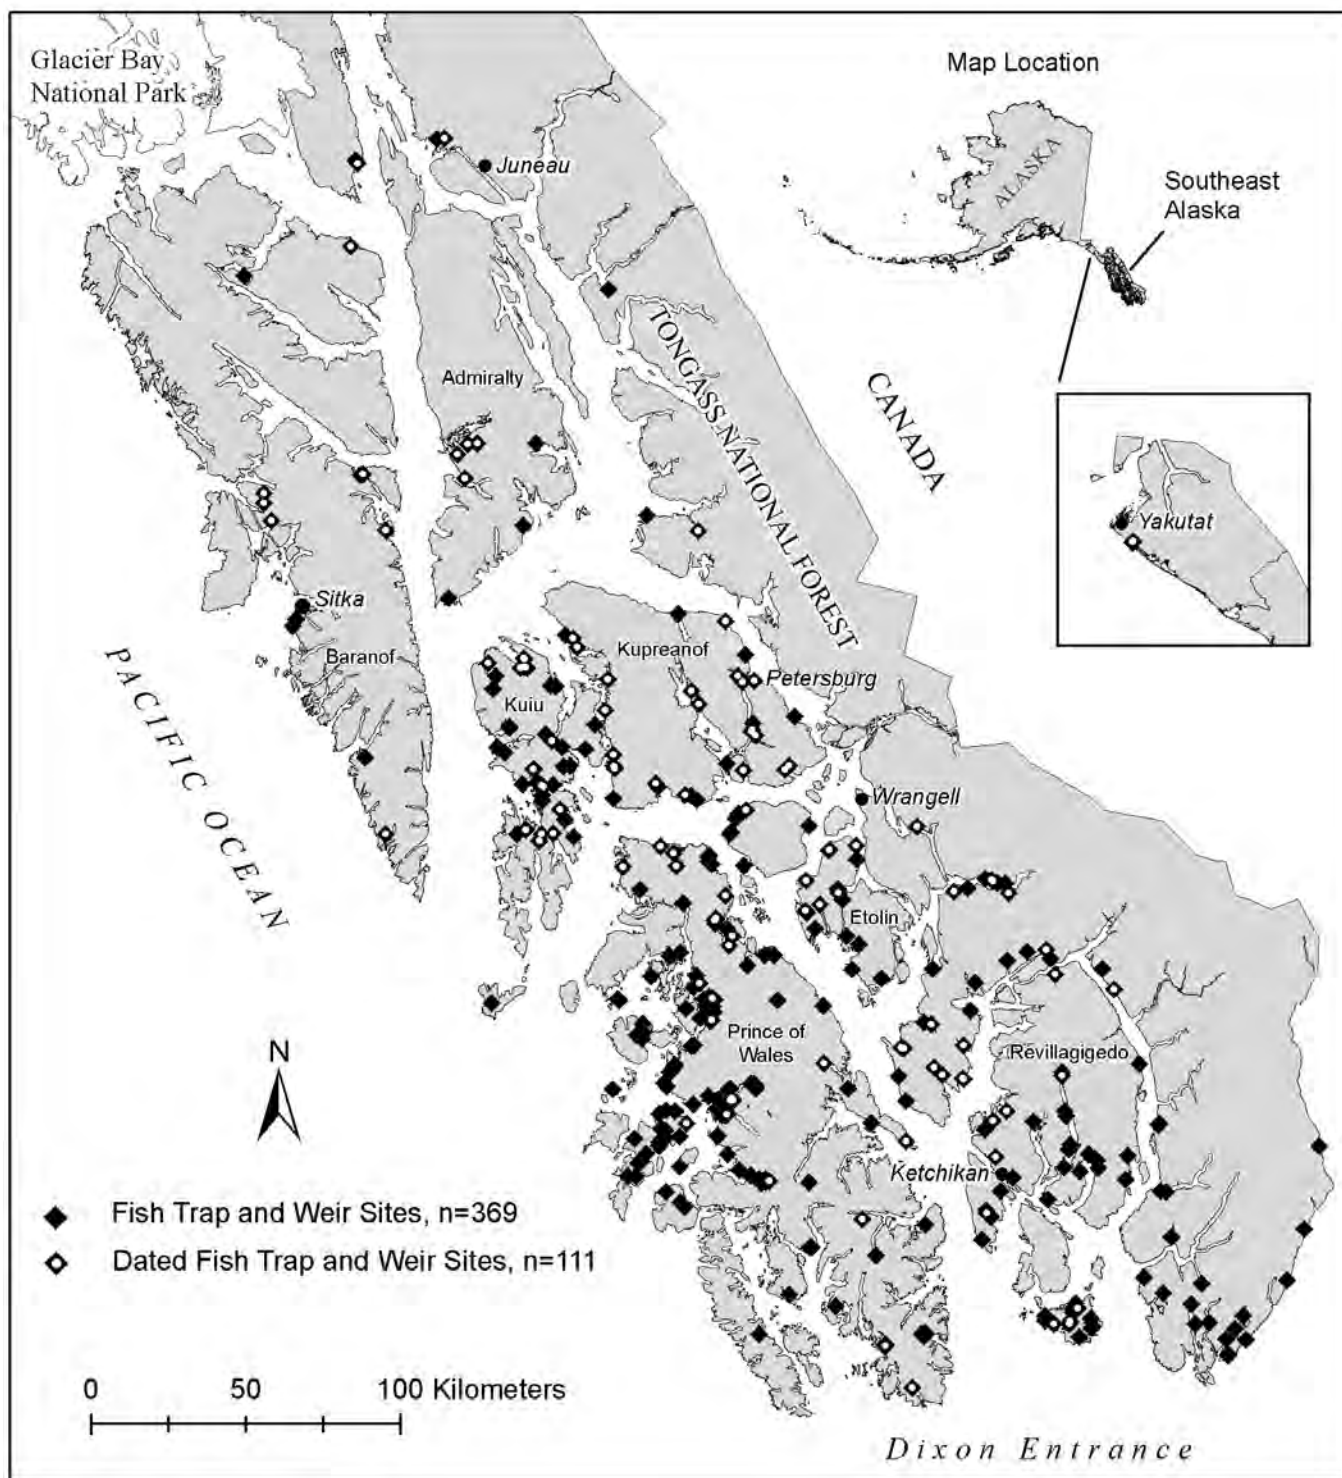 Glacier Bay
National Park
Map Location
Juneau
ALASKA
Southeast
Alaska
TONGASS NATIONAL FOREST
CANADA
Admiralty
Yakutat
Sitka
Baranof
Kupreanof
Petersburg
Kuiu
PACIFIC OCEAN
Wrangell
Etolin
N
Prince of
Wales
Revillagigedo
Ketchikan
Fish Trap and Weir Sites, n=369
Dated Fish Trap and Weir Sites, n=111
0 50 100 Kilometers
Dixon Entrance